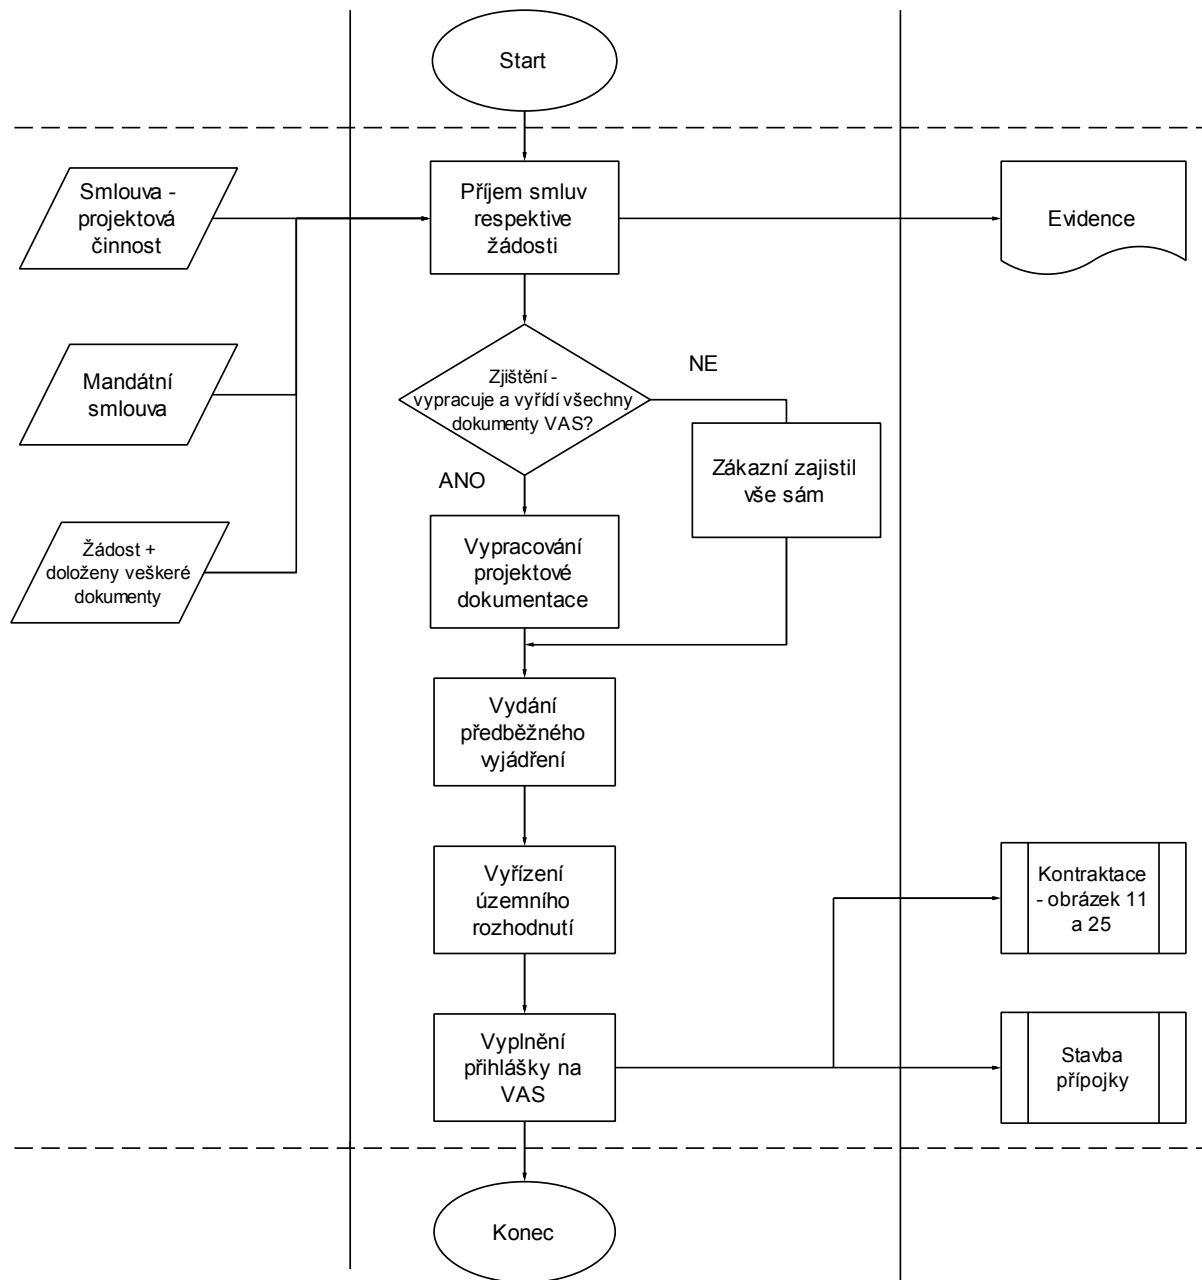 Start
Smlouva -
projektová
činnost
Příjem smluv
respektive
žádosti
Evidence
Mandátní
smlouva
Zjištění -
vypracuje a vyřídí všechny
dokumenty VAS?
NE
ANO
Zákazní zajistil
vše sám
Žádost +
doloženy veškeré
dokumenty
Vypracování
projektové
dokumentace
Vydání
předběžného
vyjádření
Vyřízení
územního
rozhodnutí
Kontraktace
- obrázek 11
a 25
Vyplnění
přihlášky na
VAS
Stavba
přípojky
Konec